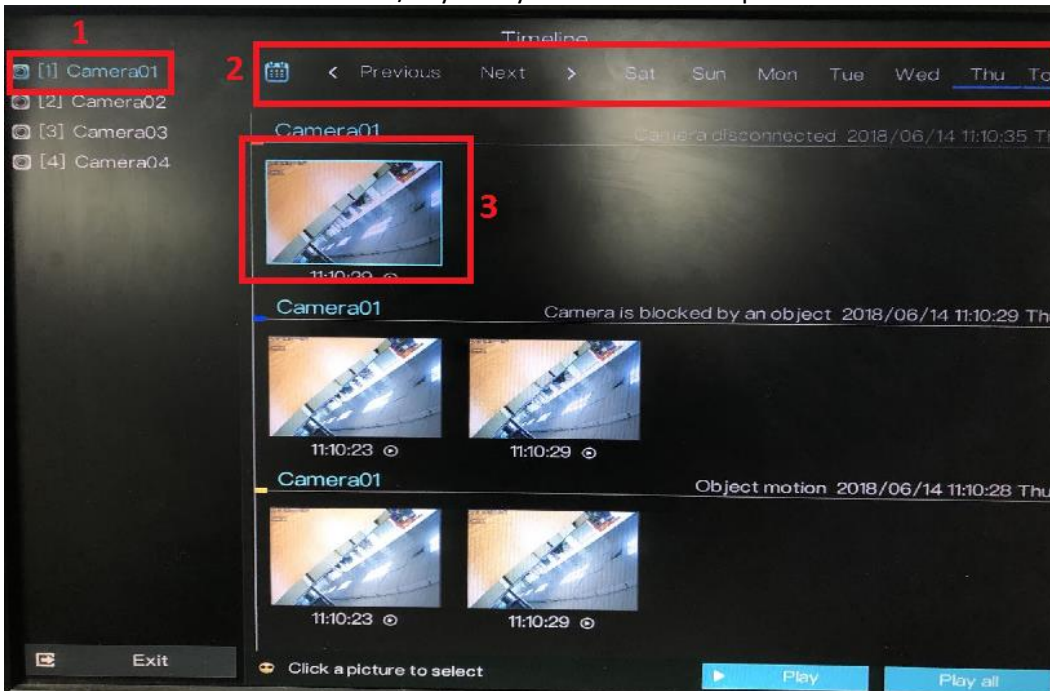 Timeline
1
[1] Camera01
[2] Camera02
[3] Camera03
[4] Camera04
2
< Previous Next > Sat Sun Mon Tue Wed Thu
Camera01 Camera disconnected 2018/06/14 11:10:35
3
11:10:29
Camera01 Camera is blocked by an object 2018/06/14 11:10:29
11:10:23 11:10:29
Camera01 Object motion 2018/06/14 11:10:28 Thu
11:10:23 11:10:29
Exit
Click a picture to select
Play
Play all